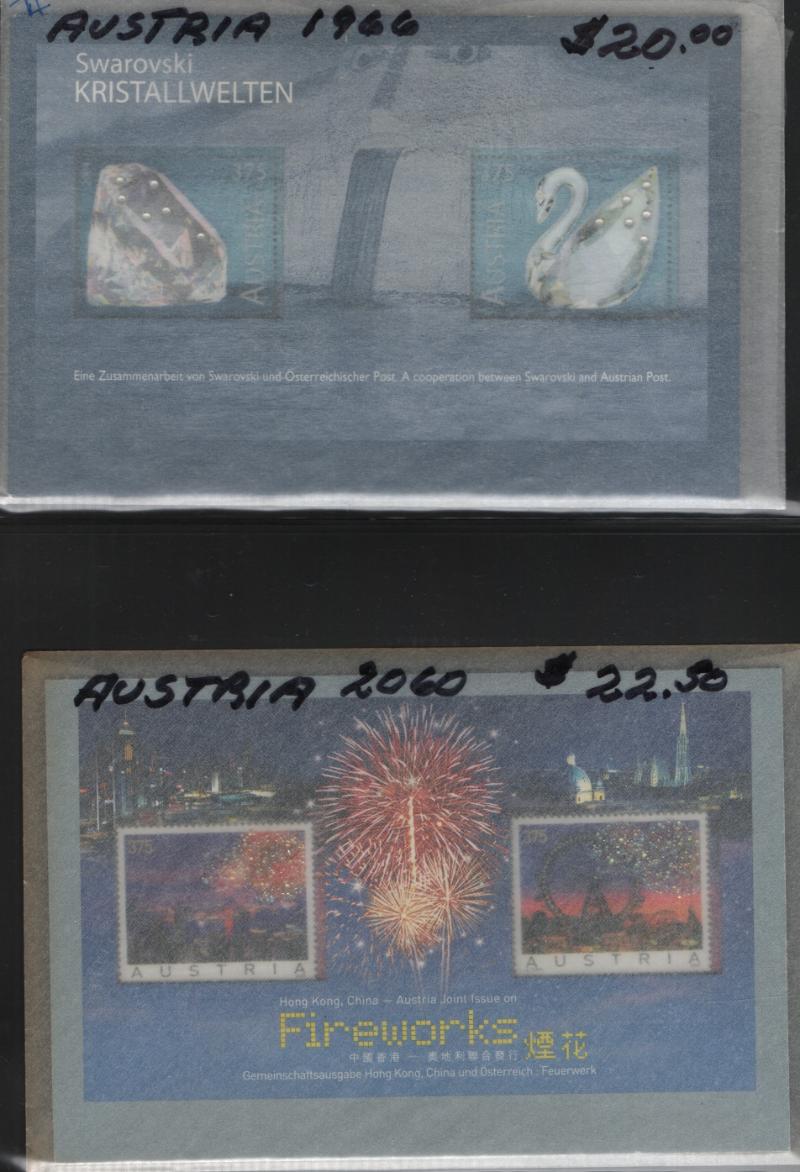 AUSTRIA 1966 $20.00
Swarovski
KRISTALLWELTEN
375 AUSTRIA
375 AUSTRIA
Eine Zusammenarbeit von Swarovski und Österreichischer Post. A cooperation between Swarovski and Austrian Post.
AUSTRIA 2060 $22.50
375
AUSTRIA
375
AUSTRIA
Hong Kong, China – Austria Joint Issue on
Fireworks 煙花
中國香港 — 奧地利聯合發行
Gemeinschaftsausgabe Hong Kong, China und Österreich : Feuerwerk